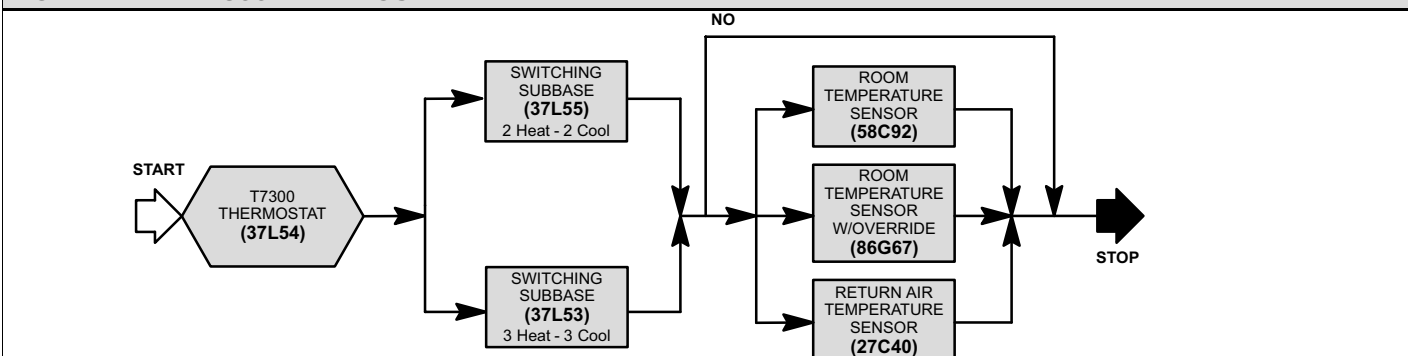 NO
START
T7300
THERMOSTAT
(37L54)
SWITCHING
SUBBASE
(37L55)
2 Heat - 2 Cool
SWITCHING
SUBBASE
(37L53)
3 Heat - 3 Cool
ROOM
TEMPERATURE
SENSOR
(58C92)
ROOM
TEMPERATURE
SENSOR
W/OVERRIDE
(86G67)
RETURN AIR
TEMPERATURE
SENSOR
(27C40)
STOP